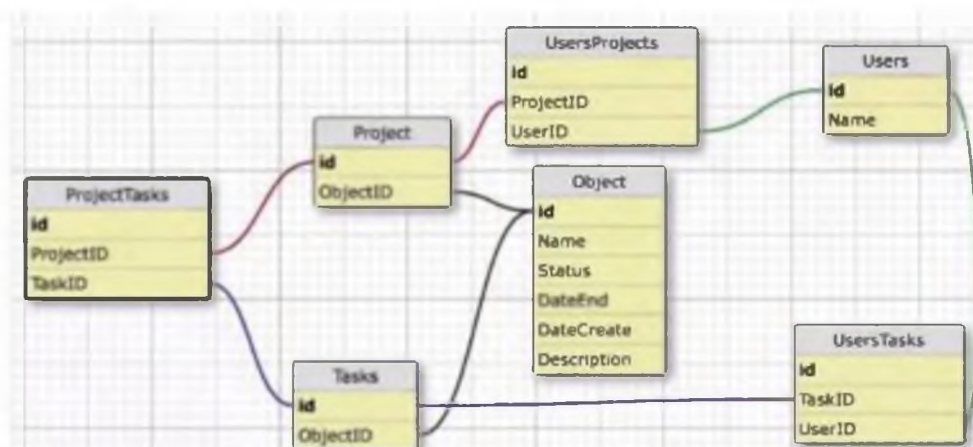 UsersProjects
id
ProjectID
UserID
Users
id
Name
Project
id
ObjectID
Object
id
Name
Status
DateEnd
DateCreate
Description
ProjectTasks
id
ProjectID
TaskID
Tasks
id
ObjectID
UsersTasks
id
TaskID
UserID